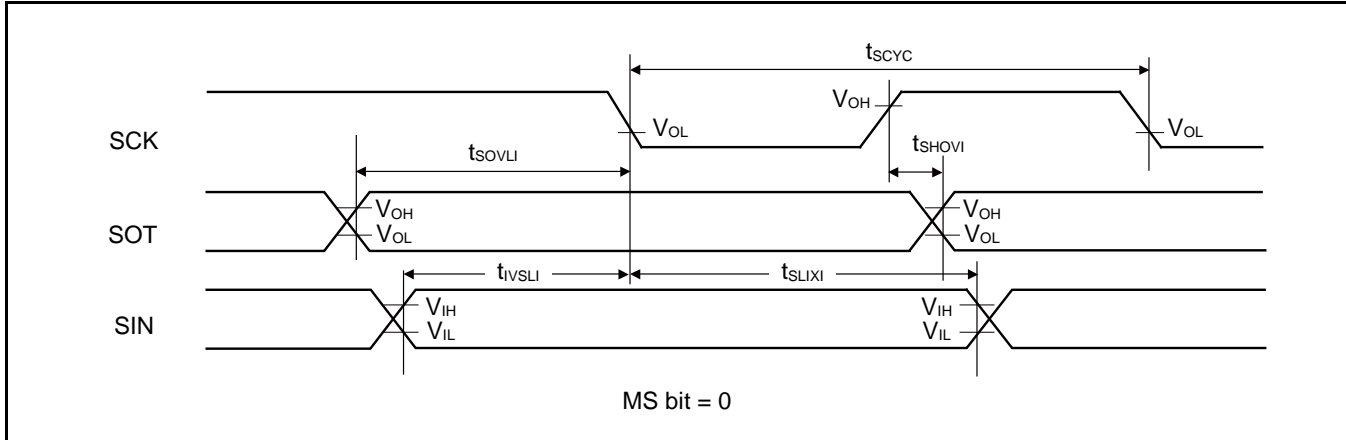 tSCYC
VOH
SCK
VOL
VOL
tSHOVI
tSOVLI
SOT
VOH
VOL
VOH
VOL
tIVSLI
tSLIXI
SIN
VIH
VIL
VIH
VIL
MS bit = 0